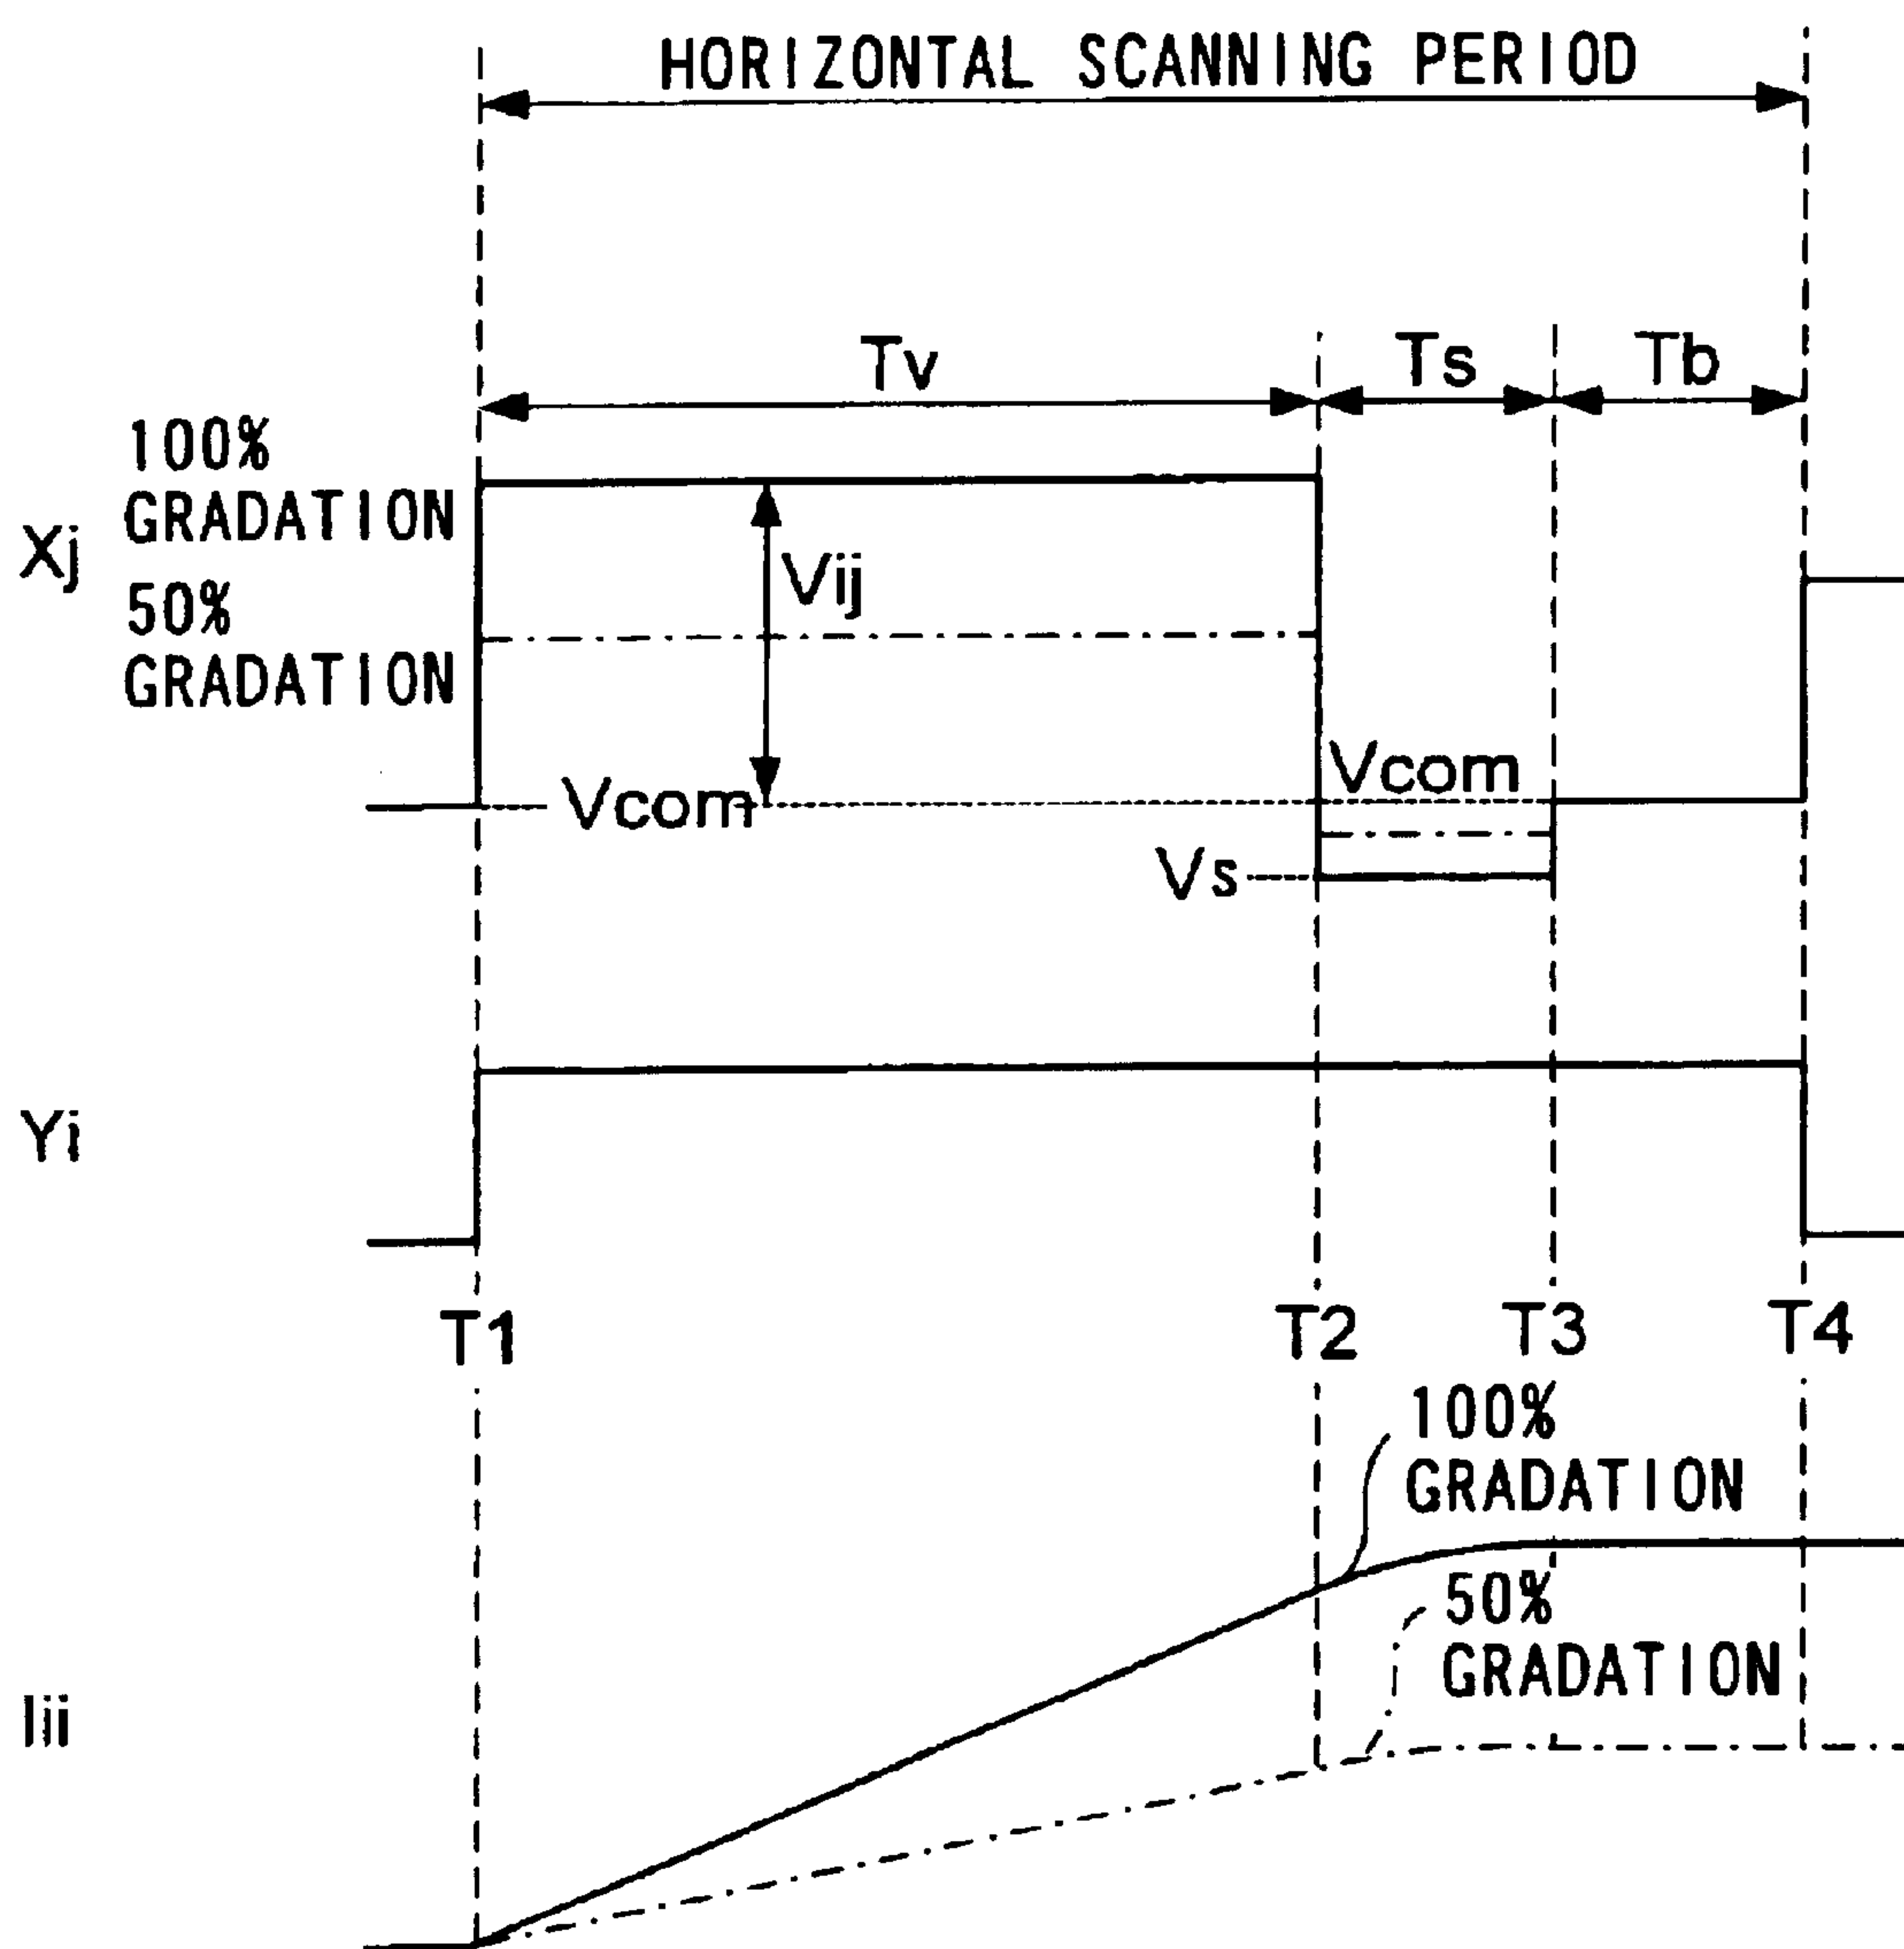 HORIZONTAL SCANNING PERIOD
Tv
Ts
Tb
100%
GRADATION
Xj
Vij
50%
GRADATION
Vcom
Vcom
Vs
Yi
T1
T2
T3
T4
100%
GRADATION
50%
GRADATION
Iii